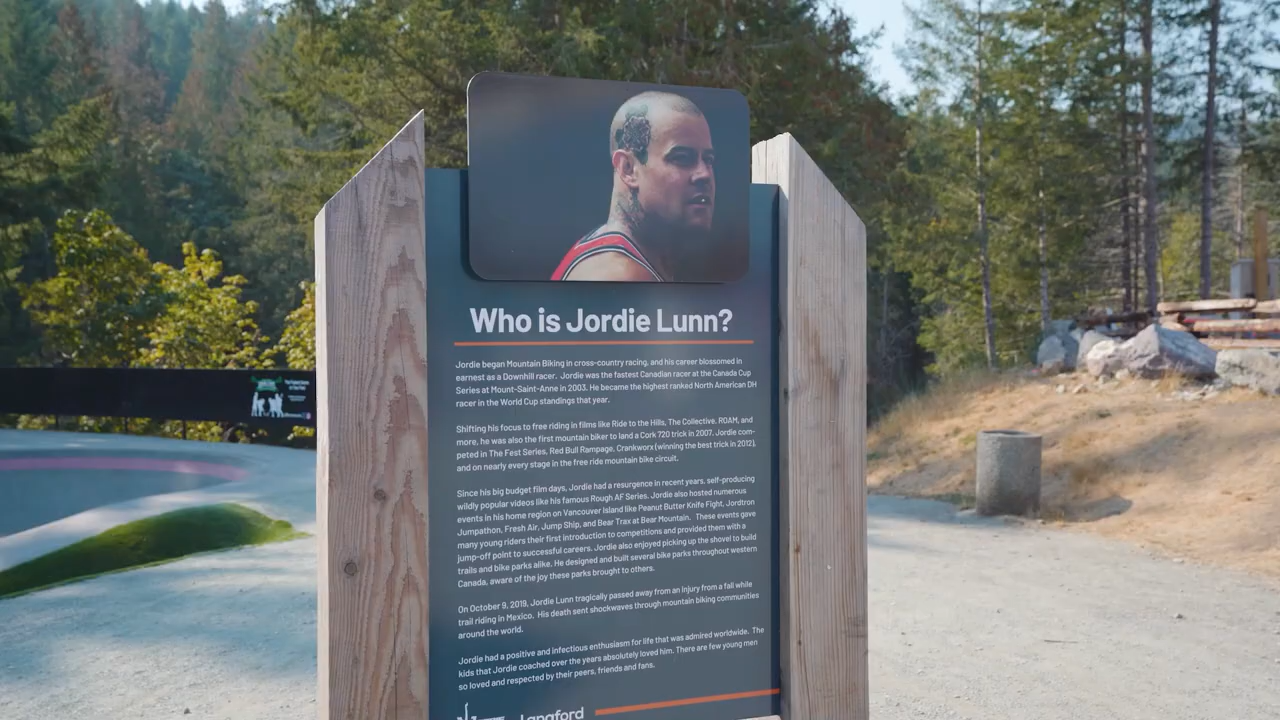 Who is Jordie Lunn?
Jordie began Mountain Biking in cross-country racing, and his career blossomed in
earnest as a Downhill racer. Jordie was the fastest Canadian racer at the Canada Cup
Series at Mount-Saint-Anne in 2003. He became the highest ranked North American DH
racer in the World Cup standings that year.
Shifting his focus to free riding in films like Ride to the Hills, The Collective, ROAM, and
more, he was also the first mountain biker to land a Cork 720 trick in 2007. Jordie com-
peted in The Fest Series, Red Bull Rampage, Crankworx (winning the best trick in 2012),
and on nearly every stage in the free ride mountain bike circuit.
Since his big budget film days, Jordie had a resurgence in recent years, self-producing
wildly popular videos like his famous Rough AF Series. Jordie also hosted numerous
events in his home region on Vancouver Island like Peanut Butter Knife Fight, Jordtron
Jumpathon, Fresh Air, Jump Ship, and Bear Trax at Bear Mountain. These events gave
many young riders their first introduction to competitions and provided them with a
jump-off point to successful careers. Jordie also enjoyed picking up the shovel to build
trails and bike parks alike. He designed and built several bike parks throughout western
Canada, aware of the joy these parks brought to others.
On October 9, 2019, Jordie Lunn tragically passed away from an injury from a fall while
trail riding in Mexico. His death sent shockwaves through mountain biking communities
around the world.
Jordie had a positive and infectious enthusiasm for life that was admired worldwide. The
kids that Jordie coached over the years absolutely loved him. There are few young men
so loved and respected by their peers, friends and fans.
Langford